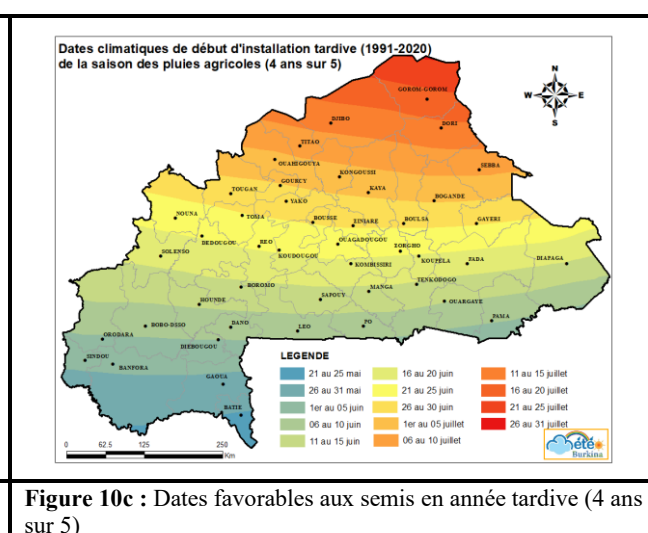 Dates climatiques de début d'installation tardive (1991-2020)
de la saison des pluies agricoles (4 ans sur 5)
N
W E
S
GOROM-GOROM
DJIBO
DORI
TITAO
OUAHIGOUYA
SEBBA
KONGOUSSI
GOURCY
KAYA
TOUGAN
YAKO
BOGANDE
NOUNA
TOMA
BOUSSE
ZINIARE
BOULSA
GAYERI
DEDOUGOU
REO
OUAGADOUGOU
ZORGHO
SOLENSO
KOUDOUGOU
KOUPELA
KOMBISSIRI
FADA
DIAPAGA
BOROMO
MANGA
TENKODOGO
HOUNDE
SAPOUY
OUARGAYE
PAMA
BOBO-DSSO
DANO
LEO
PO
ORODARA
DIEBOUGOU
SINDOU
BANFORA
GAOUA
BATIE
LEGENDE
21 au 25 mai
26 au 31 mai
1er au 05 juin
06 au 10 juin
11 au 15 juin
16 au 20 juin
21 au 25 juin
26 au 30 juin
1er au 05 juillet
06 au 10 juillet
11 au 15 juillet
16 au 20 juillet
21 au 25 juillet
26 au 31 juillet
0 62.5 125 250
Km
météo
Burkina
Figure 10c : Dates favorables aux semis en année tardive (4 ans
sur 5)